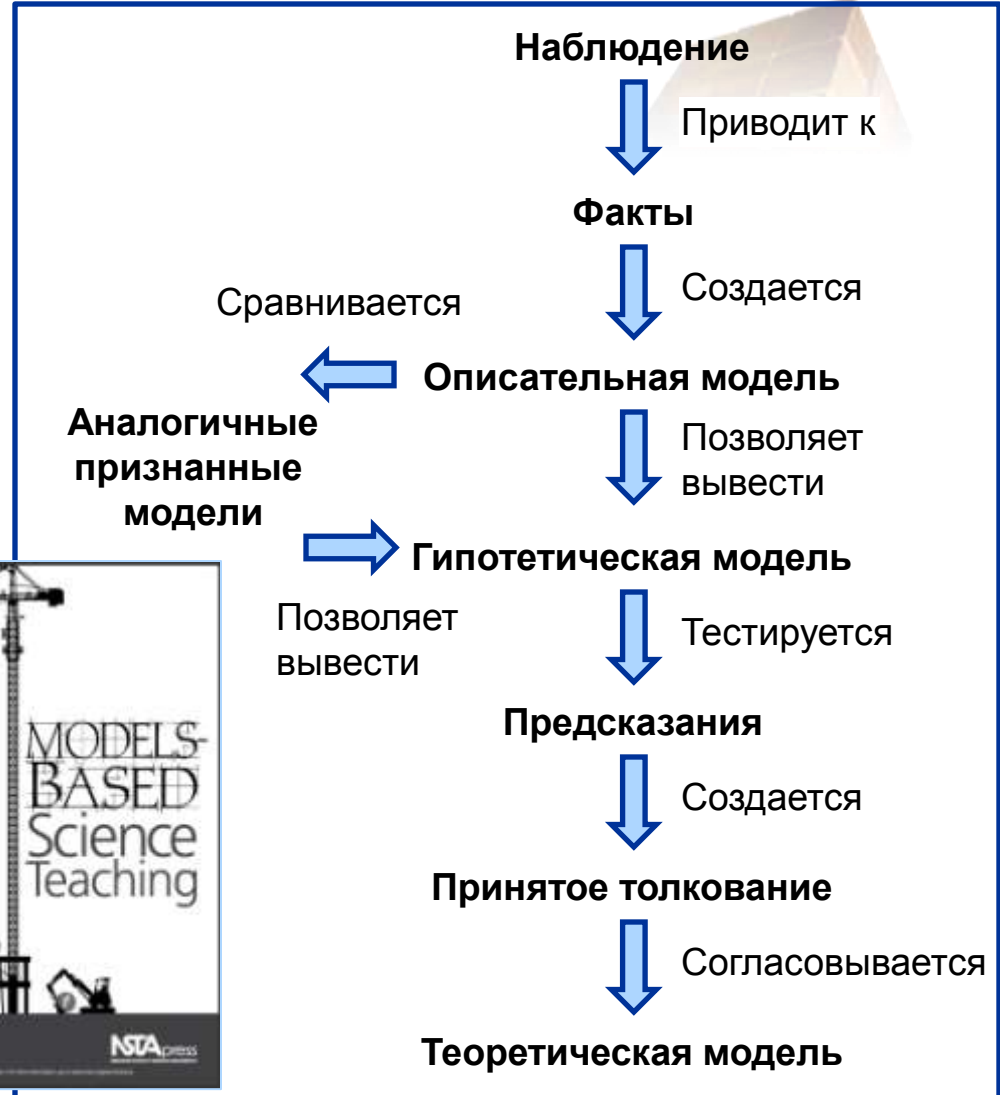 Наблюдение
Приводит к
Факты
Создается
Сравнивается
Описательная модель
Аналогичные
признанные
модели
Позволяет
вывести
Гипотетическая модель
Позволяет
вывести
Тестируется
Предсказания
Создается
Принятое толкование
Согласовывается
Теоретическая модель
MODELS-
BASED
Science
Teaching
NSTApress